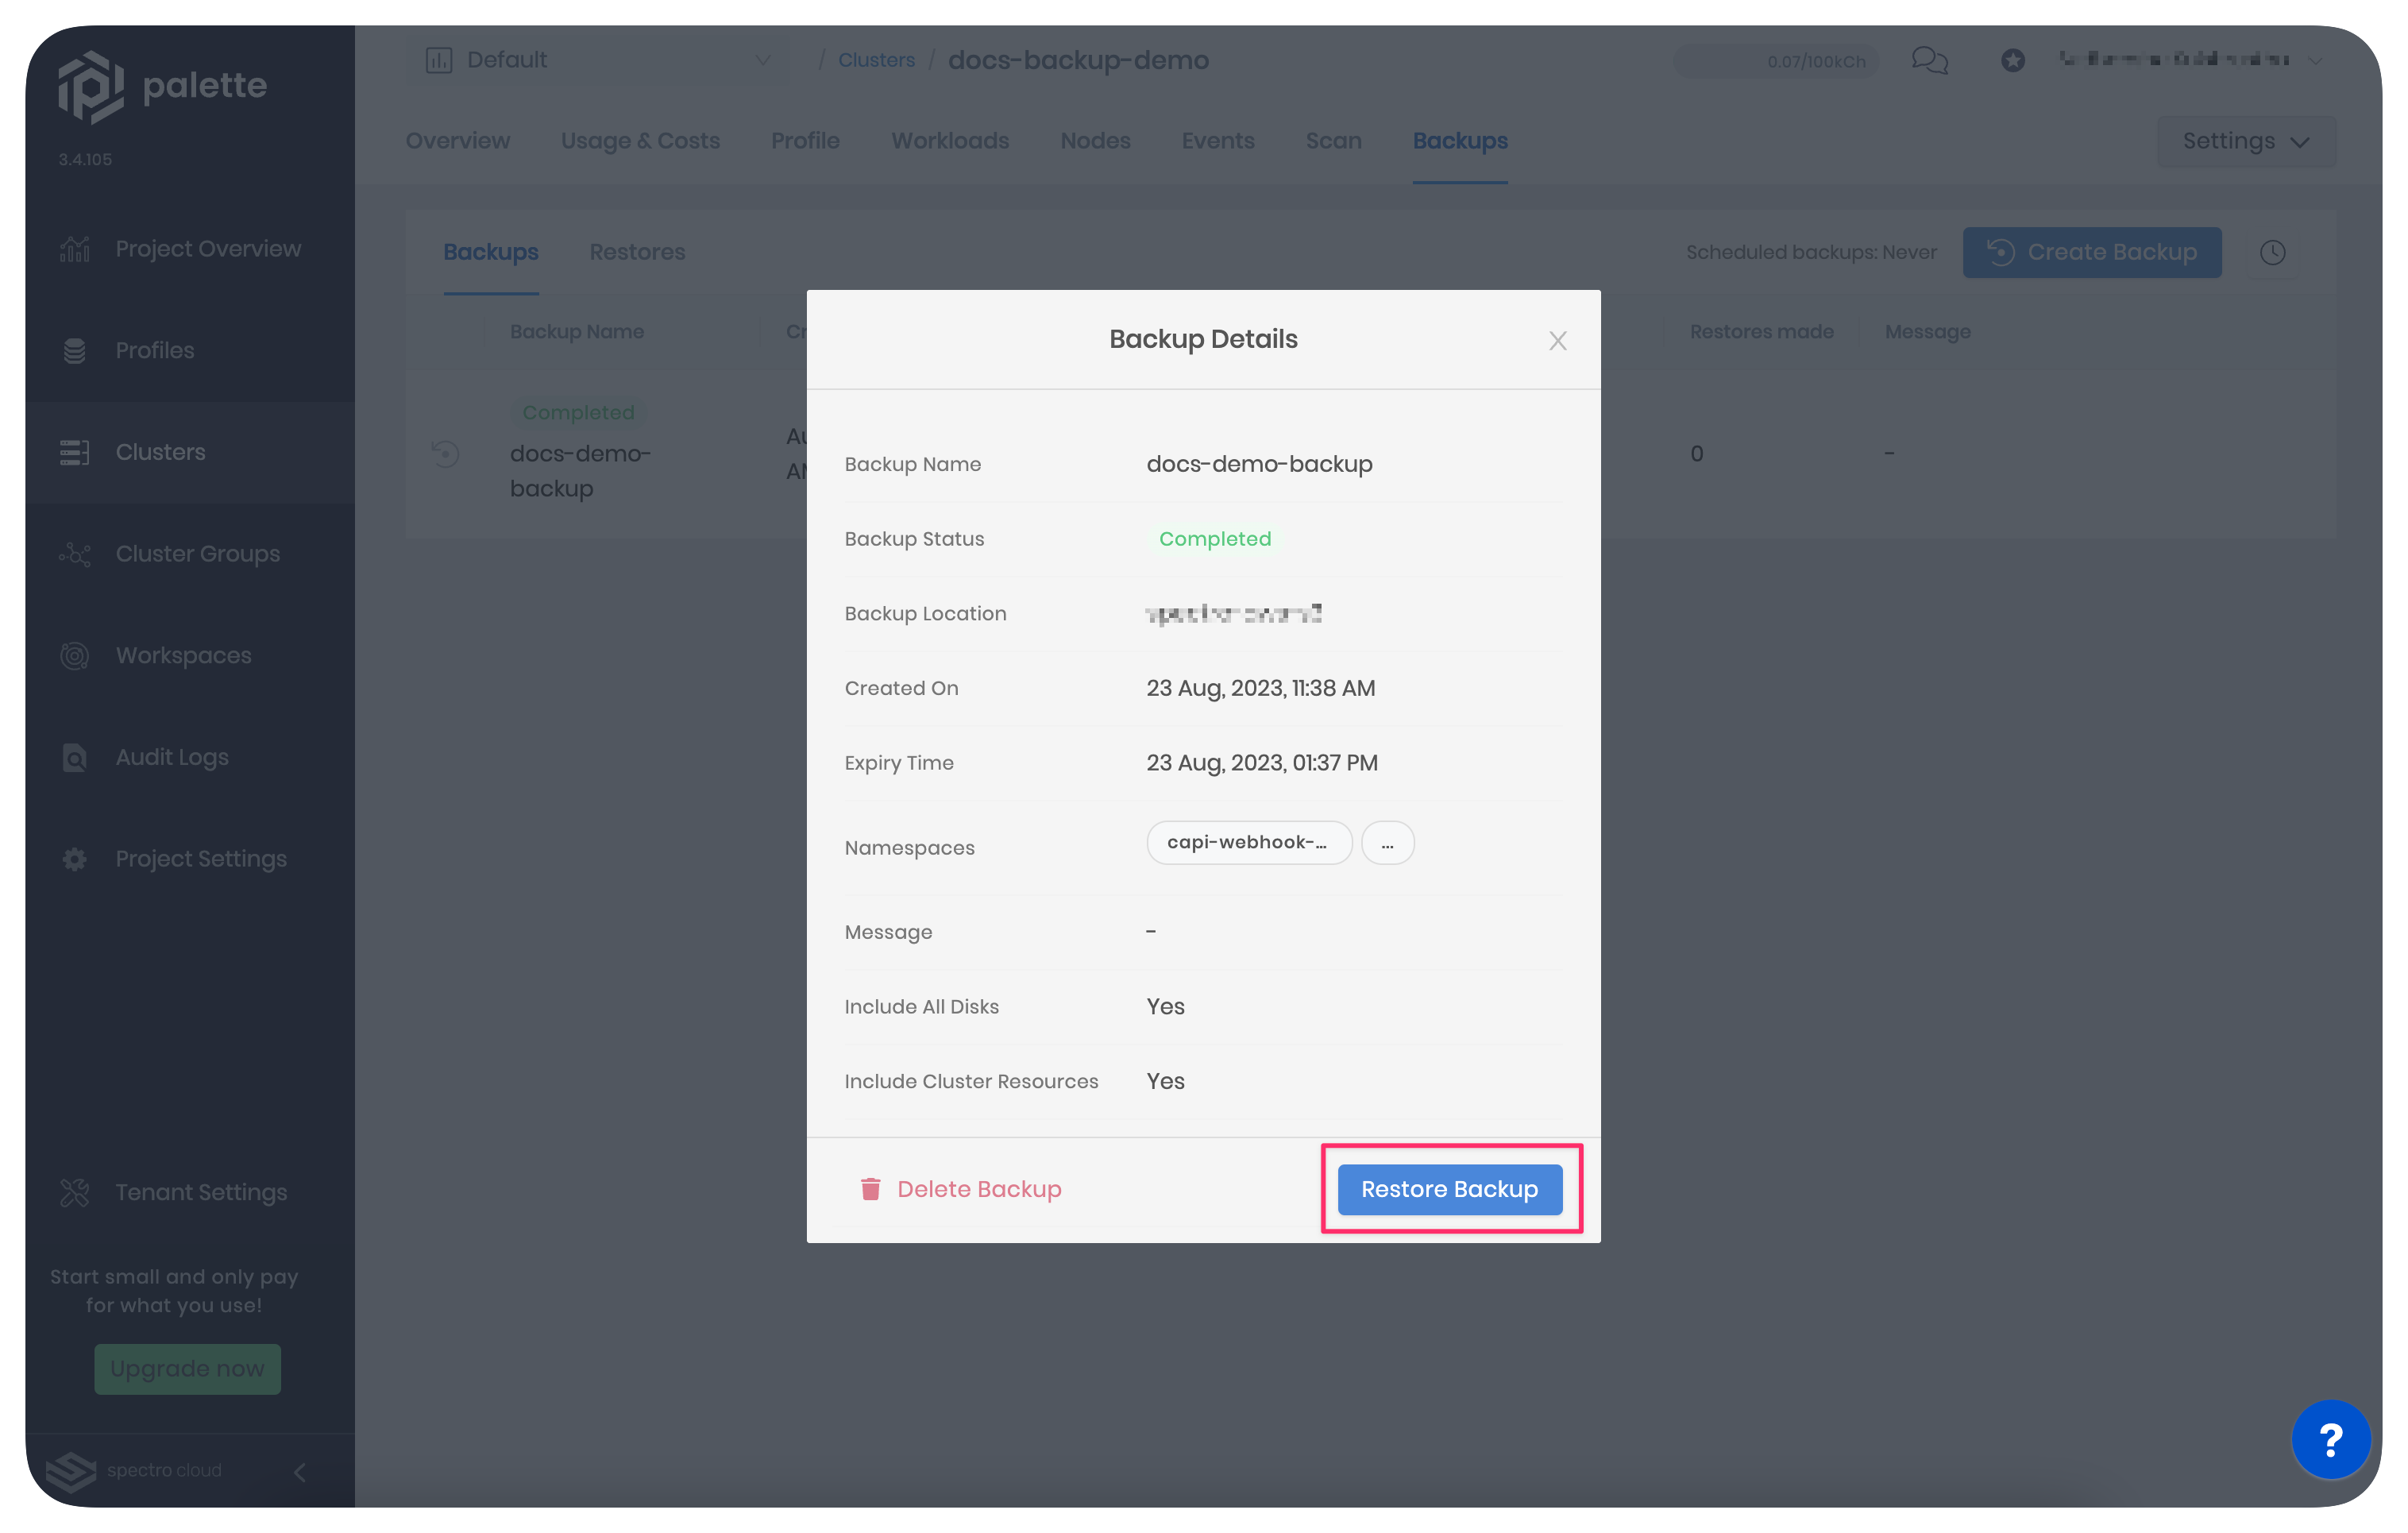 palette
3.4.105
Project Overview
Profiles
Clusters
Cluster Groups
Workspaces
Audit Logs
Project Settings
Tenant Settings
Start small and only pay
for what you use!
Upgrade now
spectro cloud
Default / Clusters / docs-backup-demo
0.07/100kCh
Overview Usage & Costs Profile Workloads Nodes Events Scan Backups
Settings
Backups Restores
Scheduled backups: Never
Create Backup
Backup Name
Restores made Message
Completed
docs-demo-
backup
0 -
Backup Details
Backup Name docs-demo-backup
Backup Status Completed
Backup Location
Created On 23 Aug, 2023, 11:38 AM
Expiry Time 23 Aug, 2023, 01:37 PM
Namespaces capi-webhook-... ...
Message -
Include All Disks Yes
Include Cluster Resources Yes
Delete Backup Restore Backup
?